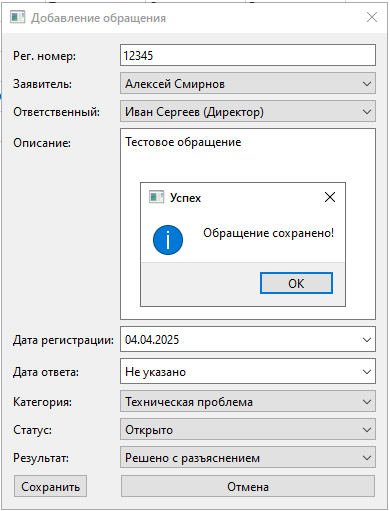 Добавление обращения
Рег. номер: 12345
Заявитель: Алексей Смирнов
Ответственный: Иван Сергеев (Директор)
Описание: Тестовое обращение
Успех
Обращение сохранено!
OK
Дата регистрации: 04.04.2025
Дата ответа: Не указано
Категория: Техническая проблема
Статус: Открыто
Результат: Решено с разъяснением
Сохранить Отмена